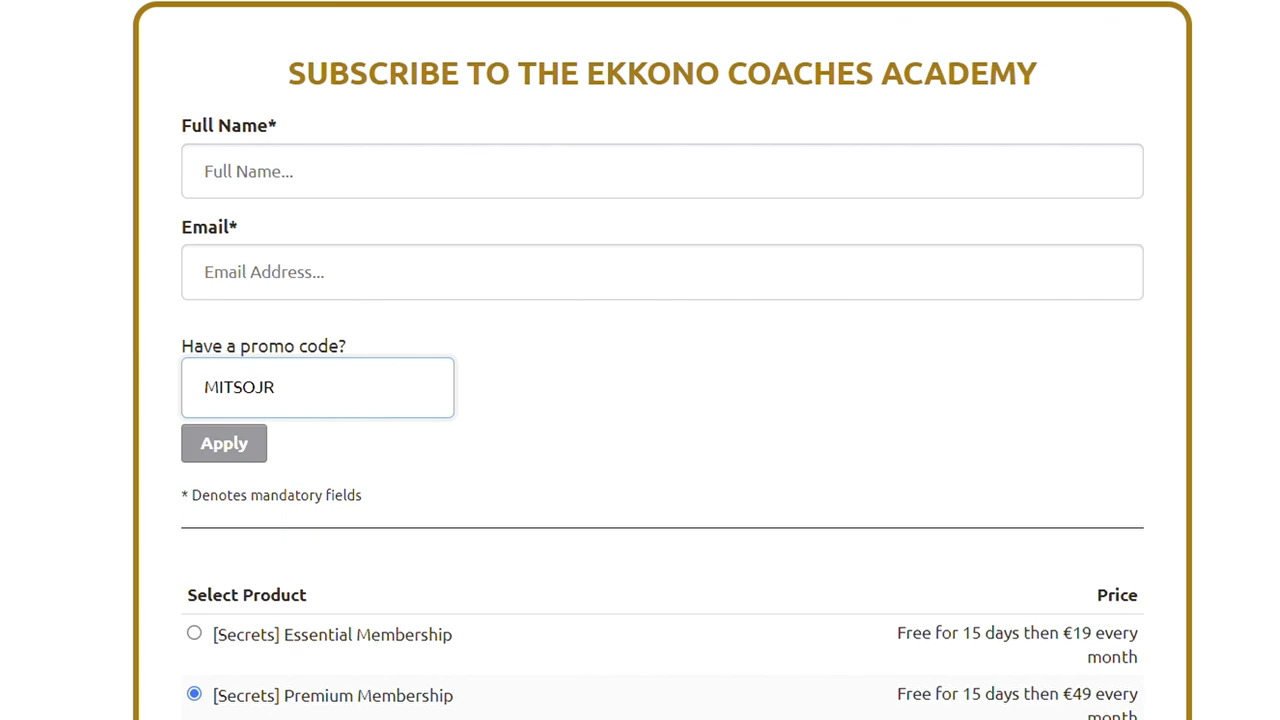 SUBSCRIBE TO THE EKKONO COACHES ACADEMY
Full Name*
Full Name...
Email*
Email Address...
Have a promo code?
MITSOJR
Apply
* Denotes mandatory fields
Select Product Price
[Secrets] Essential Membership Free for 15 days then €19 every
month
[Secrets] Premium Membership Free for 15 days then €49 every
month